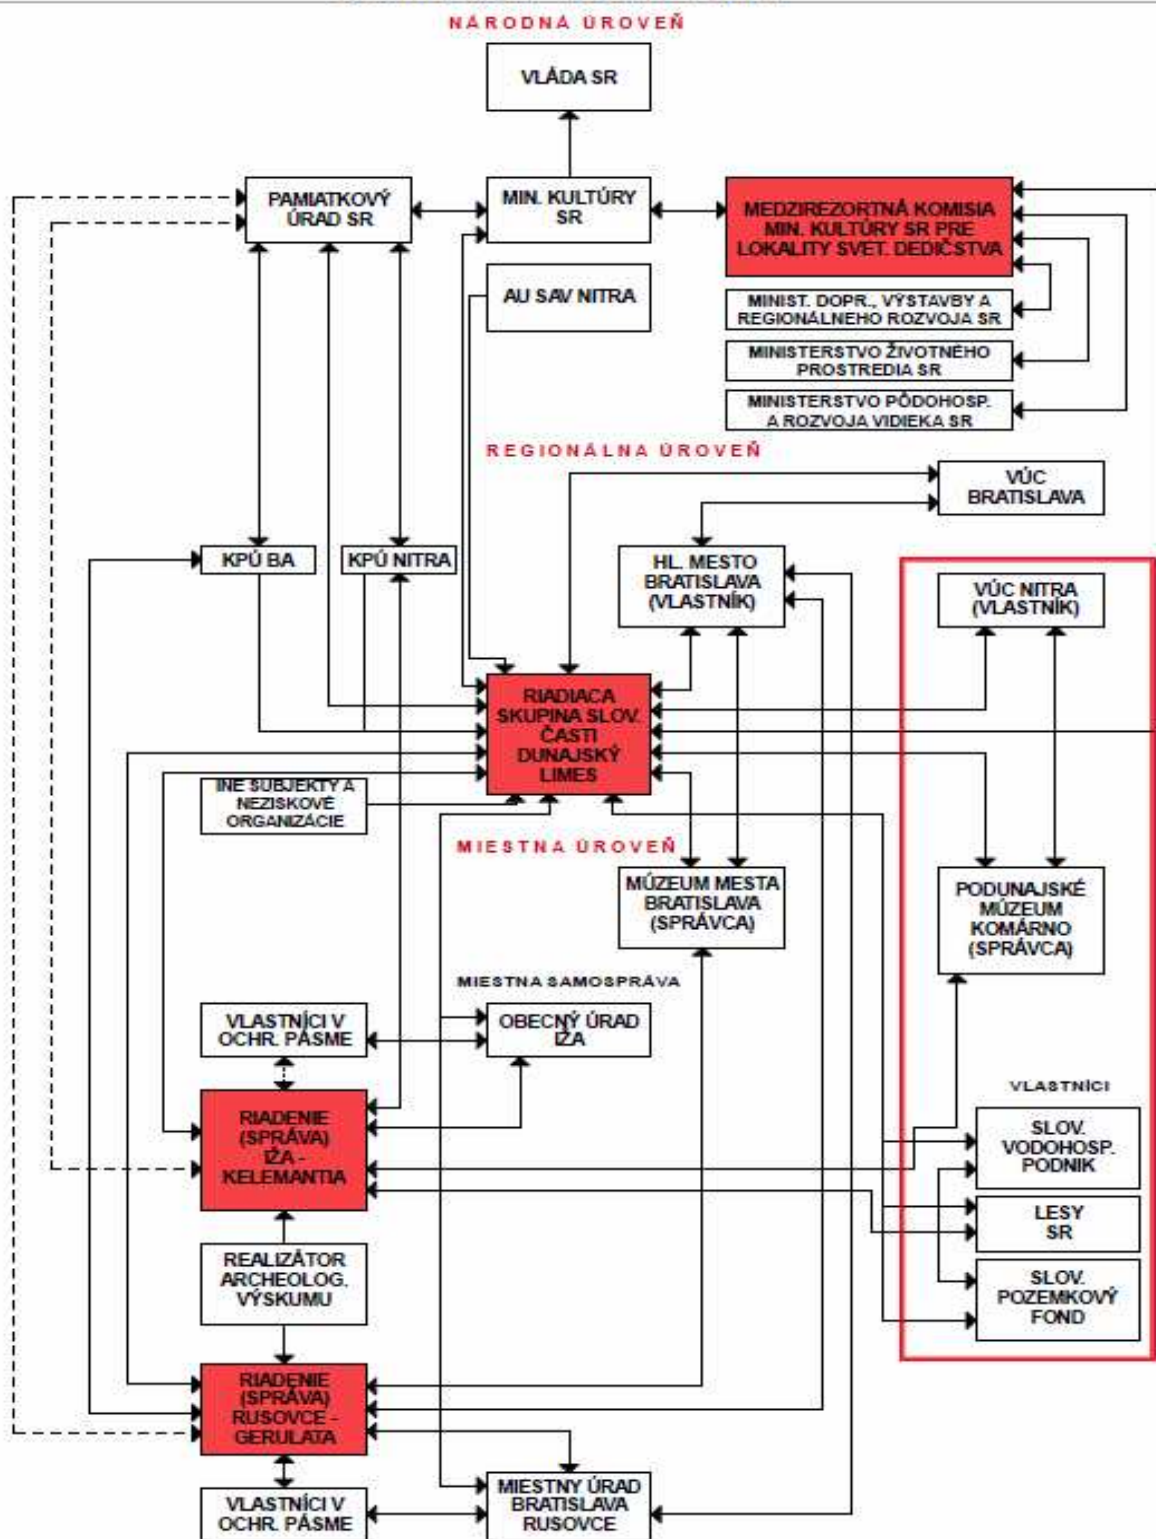 NÁRODNÁ ÚROVEŇ
VLÁDA SR
PAMIATKOVÝ
ÚRAD SR
MIN. KULTÚRY
SR
MEDZIREZORTNÁ KOMISIA
MIN. KULTÚRY SR PRE
LOKALITY SVET. DEDIČSTVA
AU SAV NITRA
MINIST. DOPR., VÝSTAVBY A
REGIONÁLNEHO ROZVOJA SR
MINISTERSTVO ŽIVOTNÉHO
PROSTREDIA SR
MINISTERSTVO PÔDOHOSP.
A ROZVOJA VIDIEKA SR
REGIONÁLNA ÚROVEŇ
VÚC
BRATISLAVA
KPÚ BA
KPÚ NITRA
HL. MESTO
BRATISLAVA
(VLASTNÍK)
VÚC NITRA
(VLASTNÍK)
RIADIACA
SKUPINA SLOV.
ČASTI
DUNAJSKÝ
LIMES
INÉ SUBJEKTY A
NEZISKOVÉ
ORGANIZÁCIE
MIESTNA ÚROVEŇ
MÚZEUM MESTA
BRATISLAVA
(SPRÁVCA)
PODUNAJSKÉ
MÚZEUM
KOMÁRNO
(SPRÁVCA)
MIESTNA SAMOSPRÁVA
VLASTNÍCI V
OCHR. PÁSME
OBECNÝ ÚRAD
IŽA
VLASTNÍCI
RIADENIE
(SPRÁVA)
IŽA -
KELEMANTIA
SLOV.
VODOHOSP.
PODNIK
LESY
SR
REALIZÁTOR
ARCHEOLOG.
VÝSKUMU
SLOV.
POZEMKOVÝ
FOND
RIADENIE
(SPRÁVA)
RUSOVCE -
GERULATA
VLASTNÍCI V
OCHR. PÁSME
MIESTNY ÚRAD
BRATISLAVA
RUSOVCE